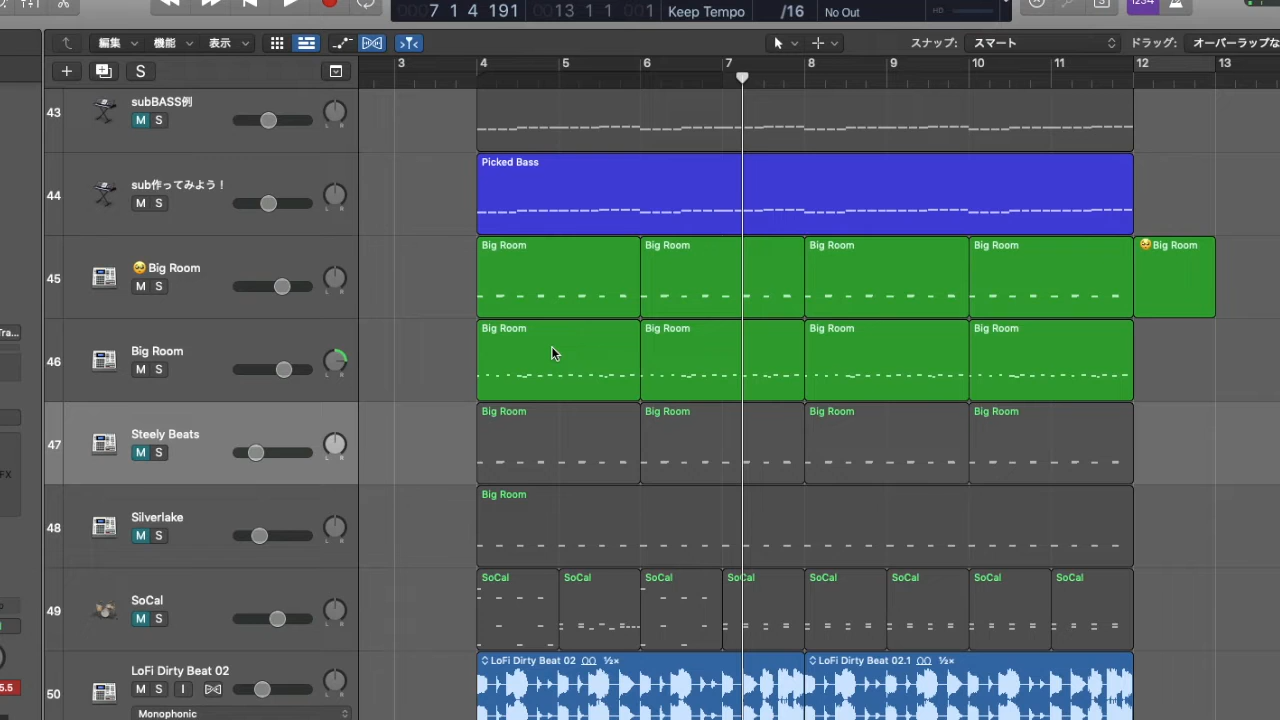 7 1 4 191
13 1 1 001
Keep Tempo
/16
No Out
HD
1234
編集
機能
表示
スナップ:
スマート
ドラッグ:
オーバーラップな
S
3 4 5 6 7 8 9 10 11 12 13
43
subBASS例
M S
L R
44
sub作ってみよう!
M S
L R
Picked Bass
45
🥺Big Room
M S
L R
Big Room Big Room Big Room Big Room 🥺Big Room
Tra...
46
Big Room
M S
L R
Big Room Big Room Big Room Big Room
47
Steely Beats
M S
L R
Big Room Big Room Big Room Big Room
FX
48
Silverlake
M S
L R
Big Room
49
SoCal
M S
L R
SoCal SoCal SoCal SoCal SoCal SoCal SoCal SoCal
5.5
50
LoFi Dirty Beat 02
M S I
L R
Monophonic
LoFi Dirty Beat 02 ½×
LoFi Dirty Beat 02.1 ½×